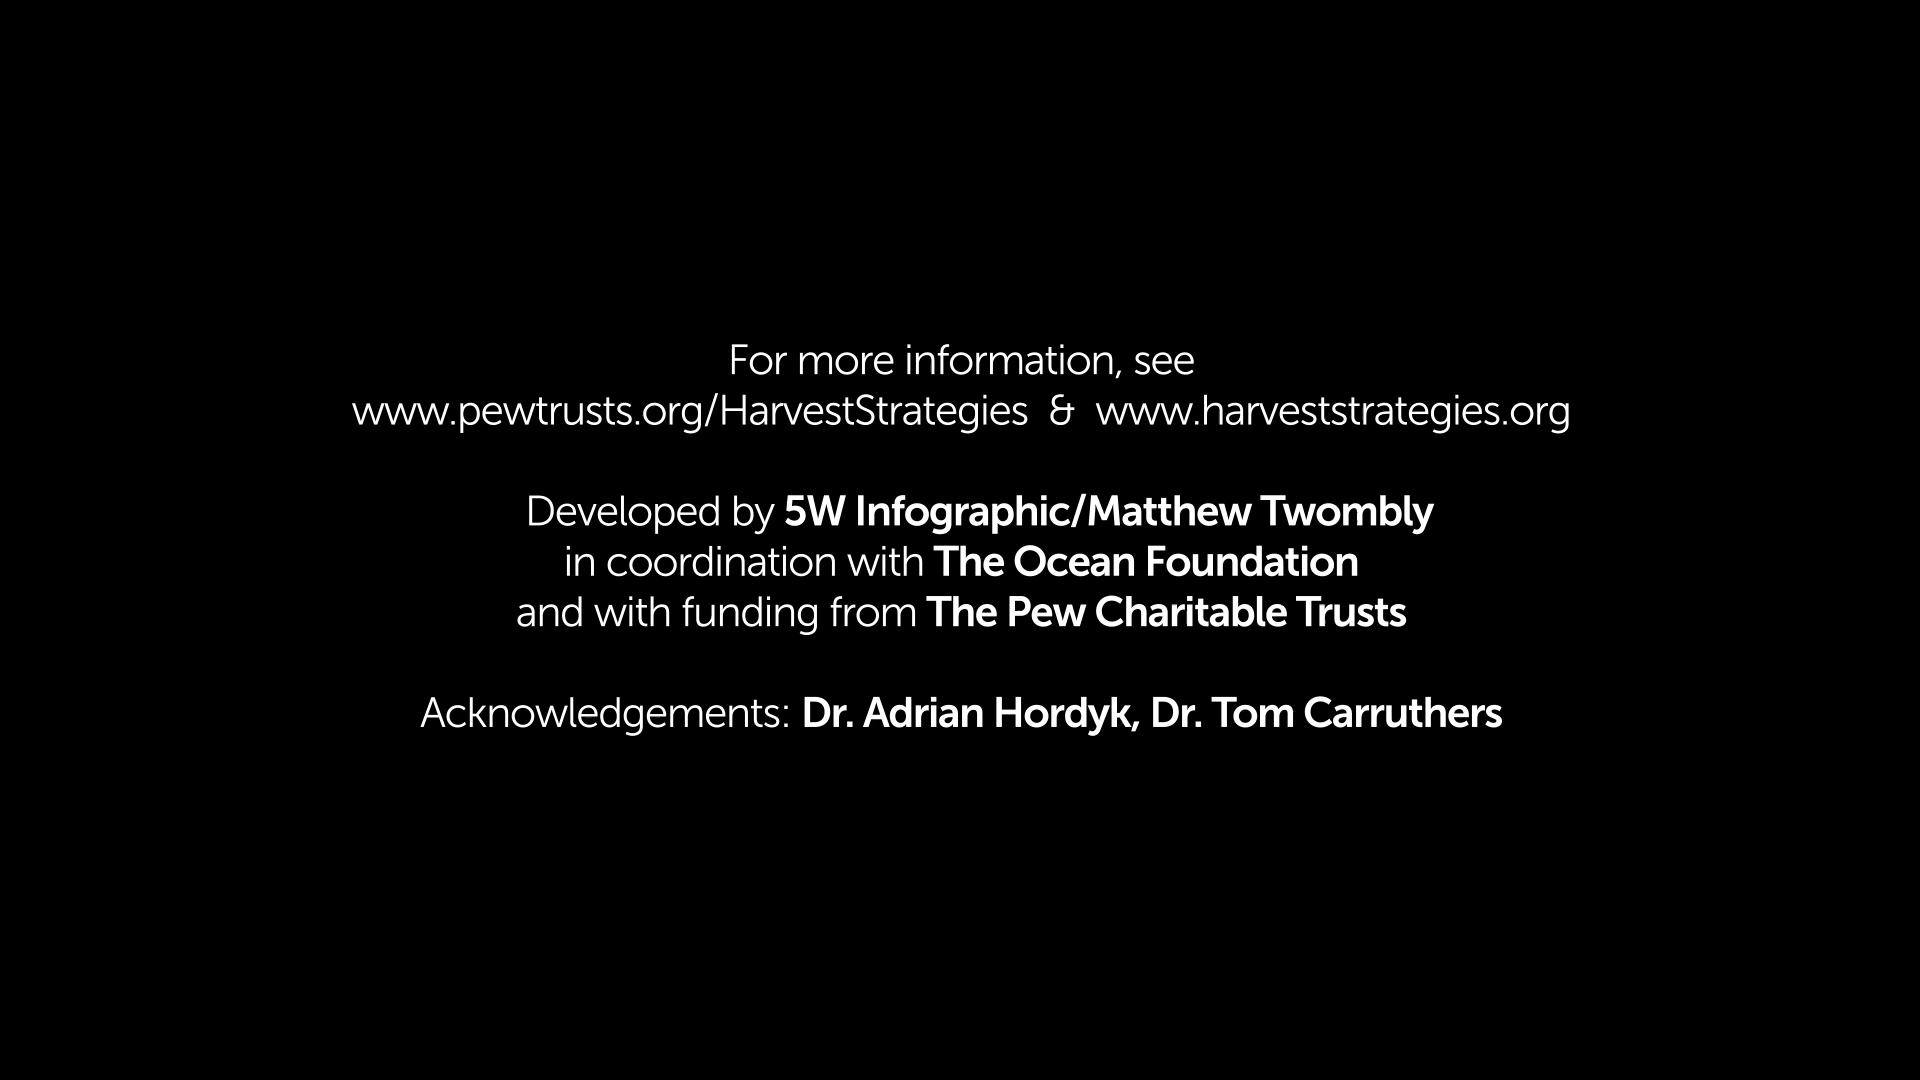 For more information, see
www.pewtrusts.org/HarvestStrategies & www.harveststrategies.org
Developed by 5W Infographic/Matthew Twombly
in coordination with The Ocean Foundation
and with funding from The Pew Charitable Trusts
Acknowledgements: Dr. Adrian Hordyk, Dr. Tom Carruthers